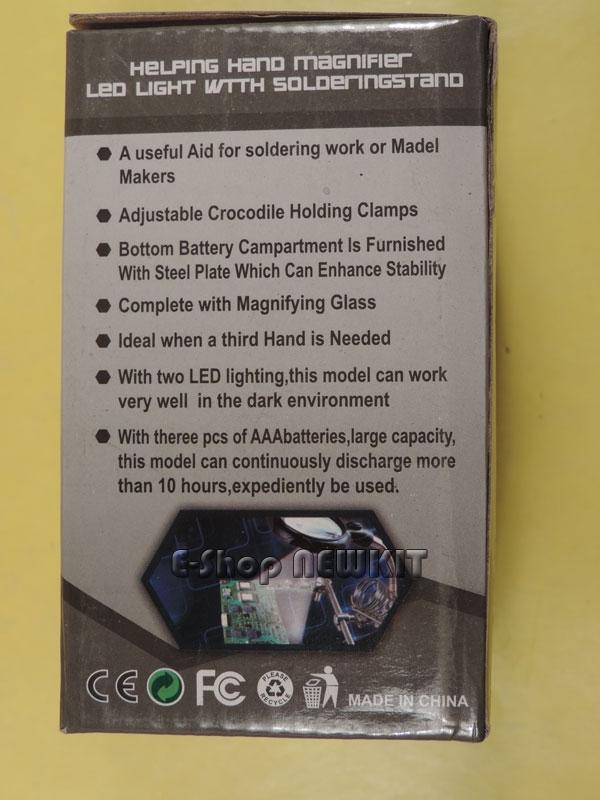 HELPING HAND MAGNIFIER
LED LIGHT WTTH SOLDERINGSTAND
A useful Aid for soldering work or Madel
Makers
Adjustable Crocodile Holding Clamps
Bottom Battery Campartment Is Furnished
With Steel Plate Which Can Enhance Stability
Complete with Magnifying Glass
Ideal when a third Hand is Needed
With two LED lighting,this model can work
very well in the dark environment
With theree pcs of AAAbatteries,large capacity,
this model can continuously discharge more
than 10 hours,expediently be used.
E-Shop NEWKIT
CE FC PLEASE RECYCLE MADE IN CHINA